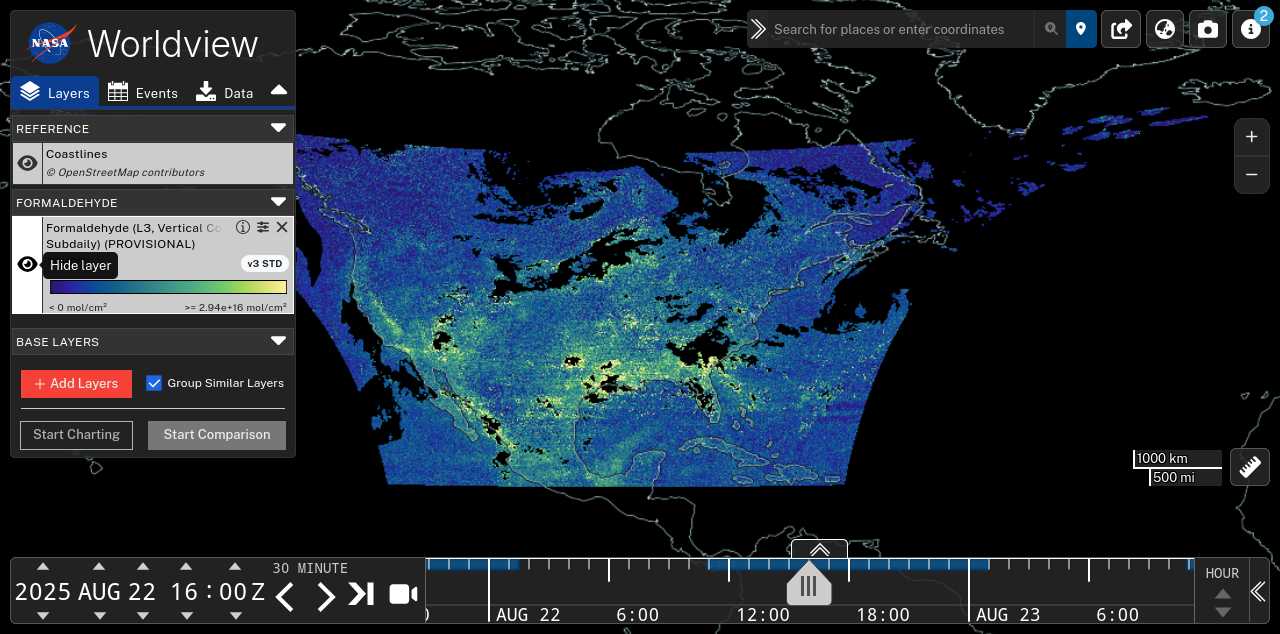 NASA Worldview
Search for places or enter coordinates
2
Layers
Events
Data
REFERENCE
Coastlines
© OpenStreetMap contributors
FORMALDEHYDE
Formaldehyde (L3, Vertical Co
Subdaily) (PROVISIONAL)
Hide layer
v3 STD
< 0 mol/cm²
>= 2.94e+16 mol/cm²
BASE LAYERS
+ Add Layers
Group Similar Layers
Start Charting
Start Comparison
+
−
1000 km
500 mi
2025 AUG 22 16 : 00 Z
30 MINUTE
AUG 22
6:00
12:00
18:00
AUG 23
6:00
HOUR